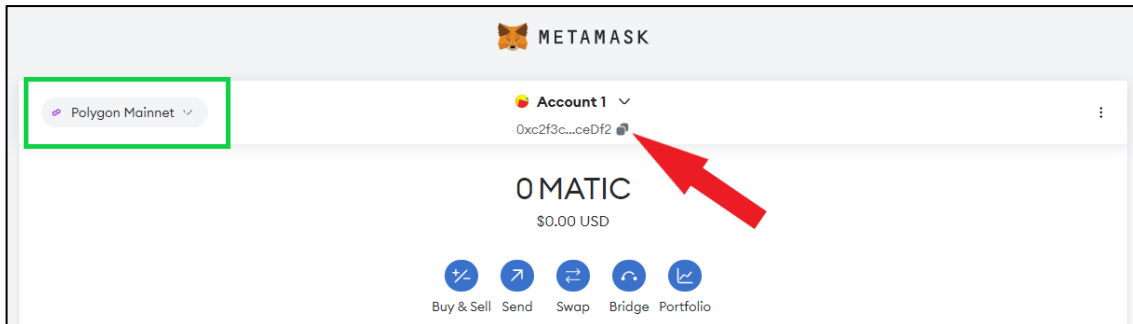 METAMASK
Polygon Mainnet
Account 1
0xc2f3c...ceDf2
0 MATIC
$0.00 USD
Buy & Sell Send Swap Bridge Portfolio